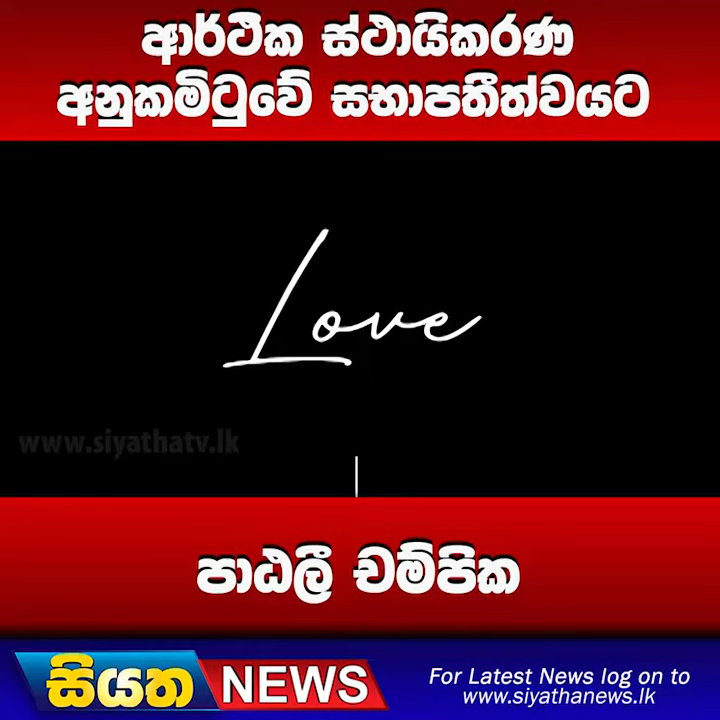 ආර්ථික ස්ථායිකරණ
අනුකමිටුවේ සභාපතීත්වයට
Love
www.siyathatv.lk
පාඨලී චම්පික
සියත NEWS
For Latest News log on to
www.siyathanews.lk